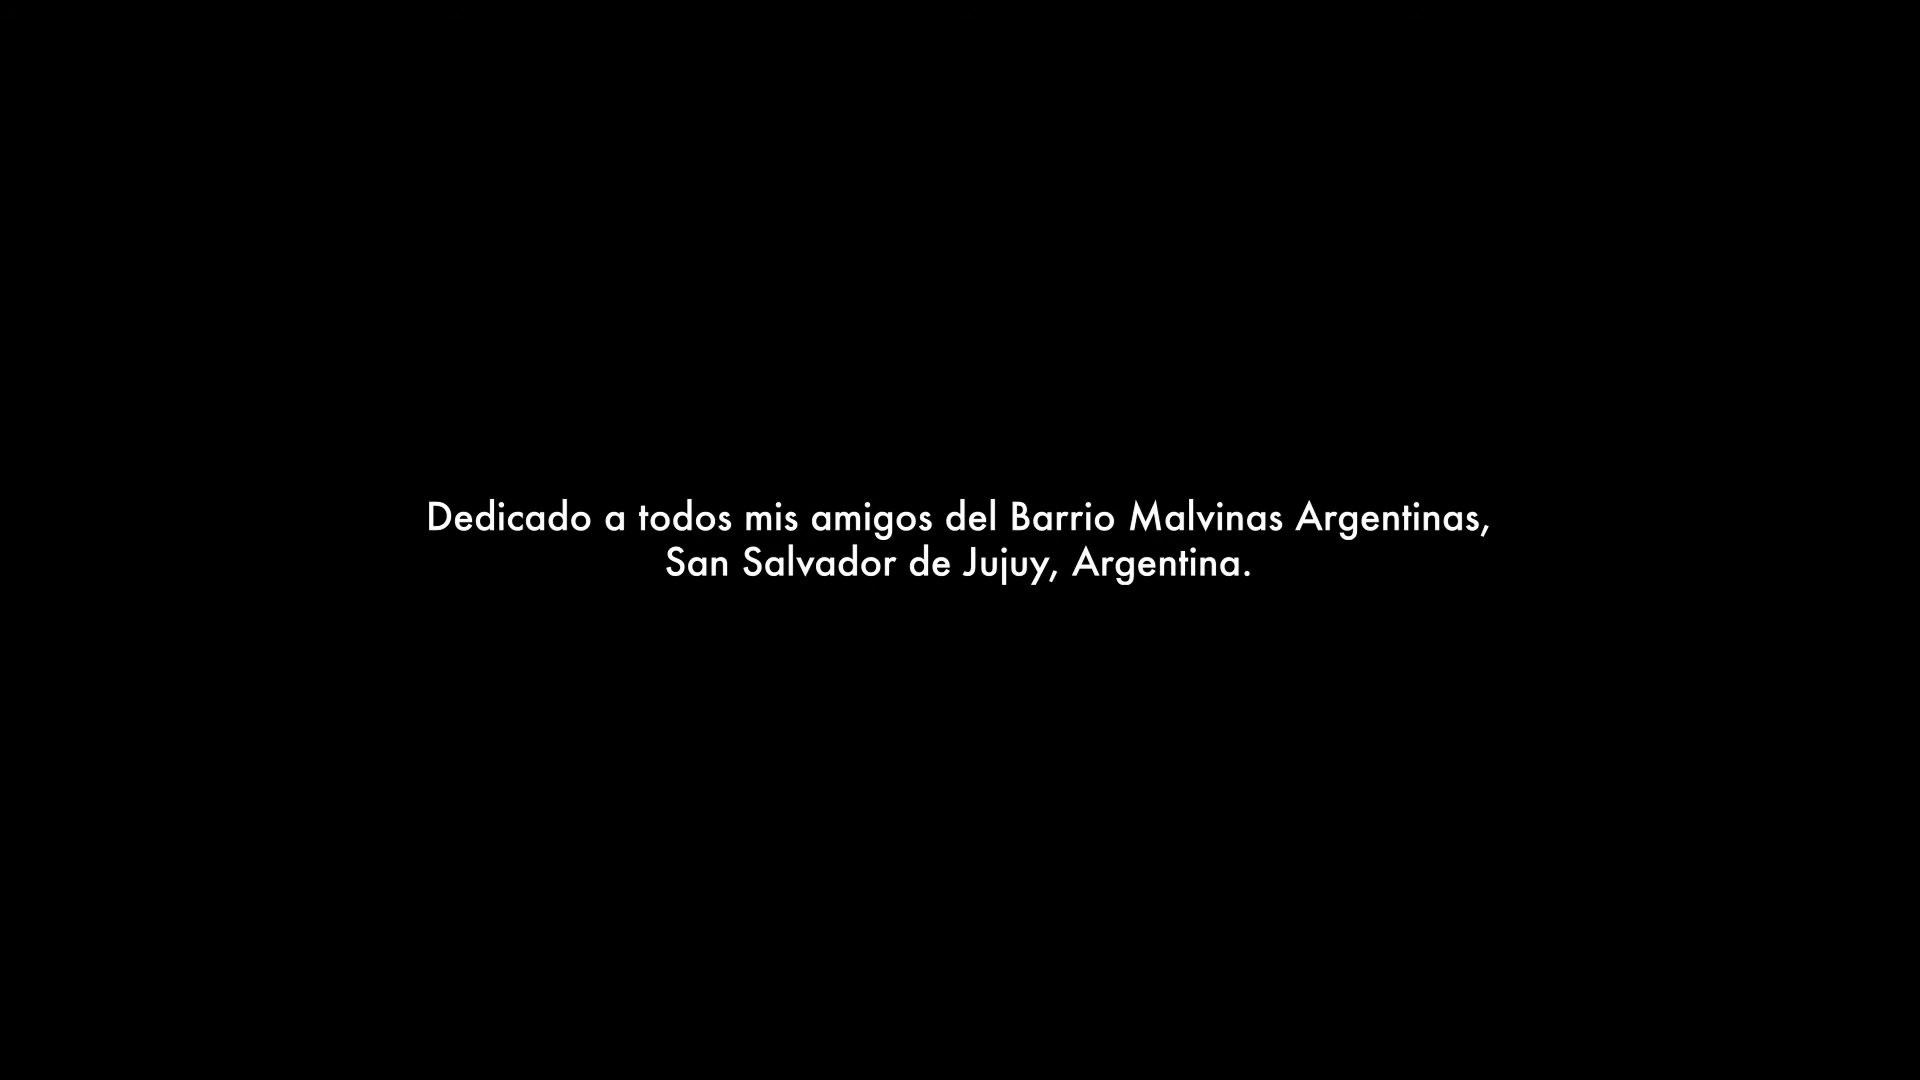 Dedicado a todos mis amigos del Barrio Malvinas Argentinas,
San Salvador de Jujuy, Argentina.